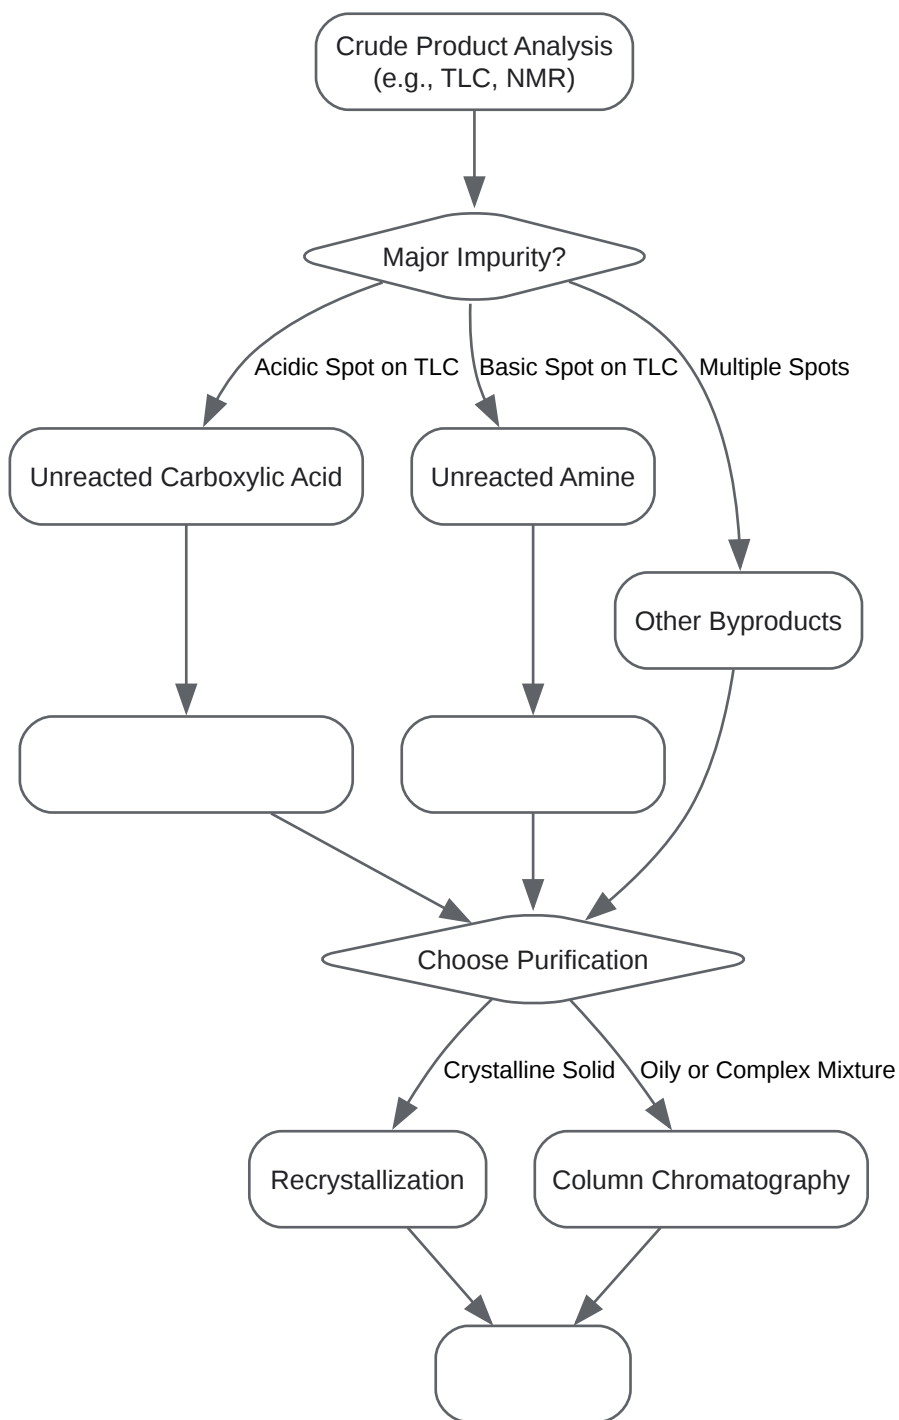 Crude Product Analysis
(e.g., TLC, NMR)
Major Impurity?
Acidic Spot on TLC
Basic Spot on TLC
Multiple Spots
Unreacted Carboxylic Acid
Unreacted Amine
Other Byproducts
Choose Purification
Crystalline Solid
Oily or Complex Mixture
Recrystallization
Column Chromatography